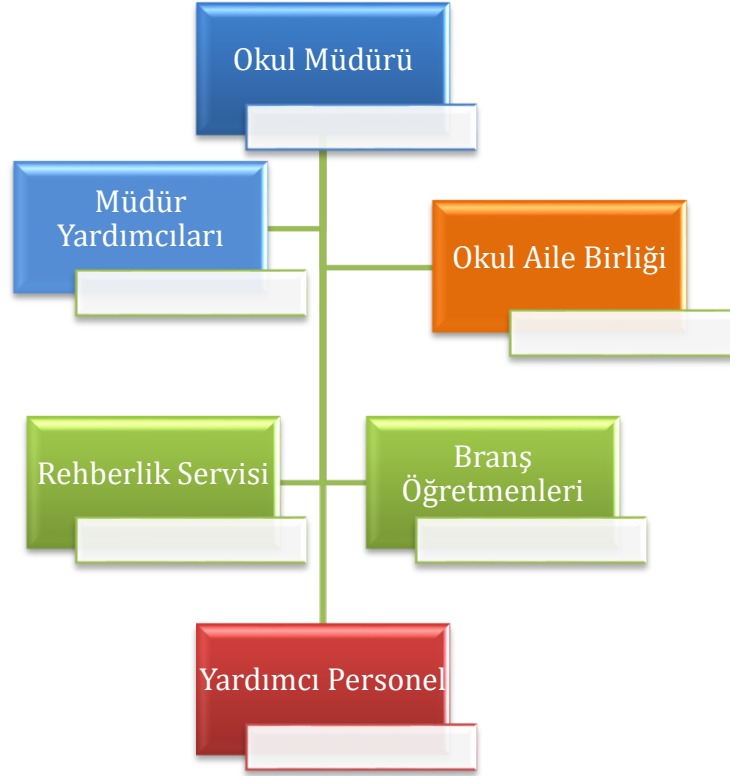 Okul Müdürü
Müdür
Yardımcıları
Okul Aile Birliği
Rehberlik Servisi
Branş
Öğretmenleri
Yardımcı Personel